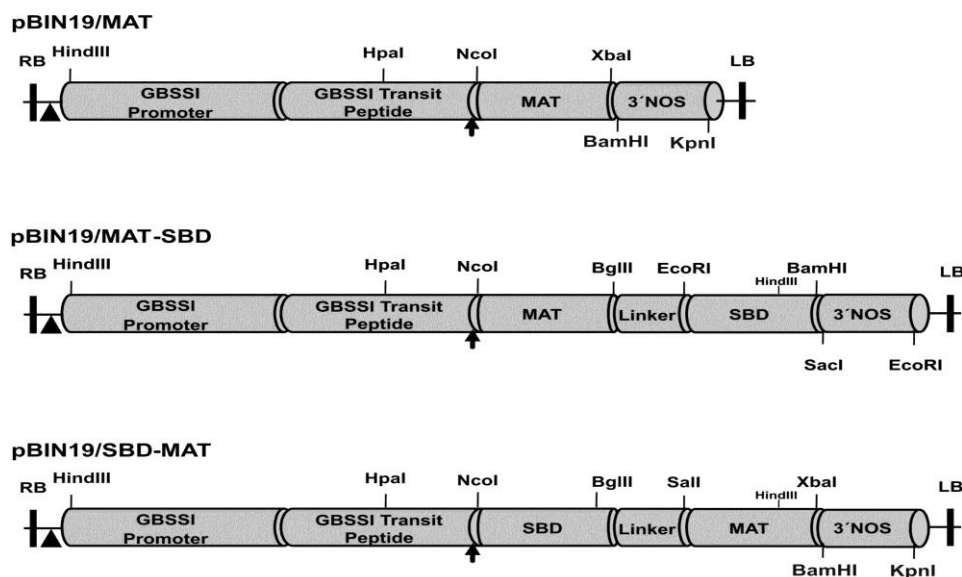 pBIN19/MAT
RB HindIII HpaI NcoI XbaI LB
GBSSI Promoter GBSSI Transit Peptide MAT 3´NOS
BamHI KpnI
pBIN19/MAT-SBD
RB HindIII HpaI NcoI BglII EcoRI HindIII BamHI LB
GBSSI Promoter GBSSI Transit Peptide MAT Linker SBD 3´NOS
SacI EcoRI
pBIN19/SBD-MAT
RB HindIII HpaI NcoI BglII SalI HindIII XbaI LB
GBSSI Promoter GBSSI Transit Peptide SBD Linker MAT 3´NOS
BamHI KpnI